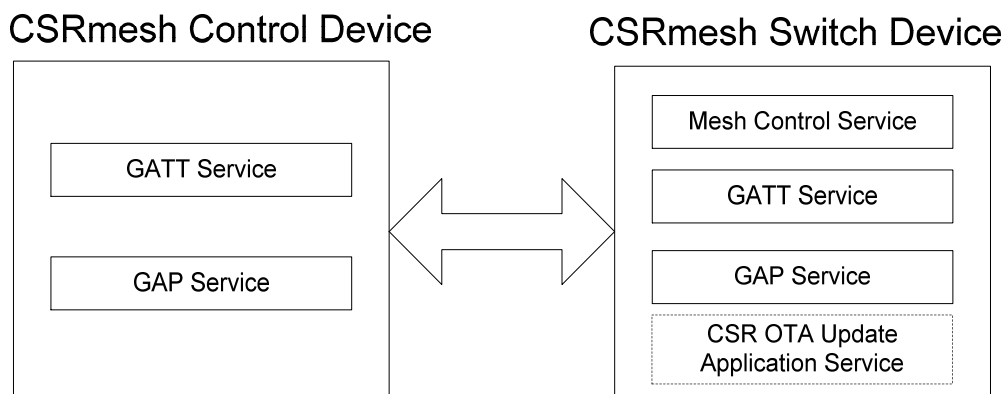 CSRmesh Control Device
GATT Service
GAP Service
CSRmesh Switch Device
Mesh Control Service
GATT Service
GAP Service
CSR OTA Update
Application Service